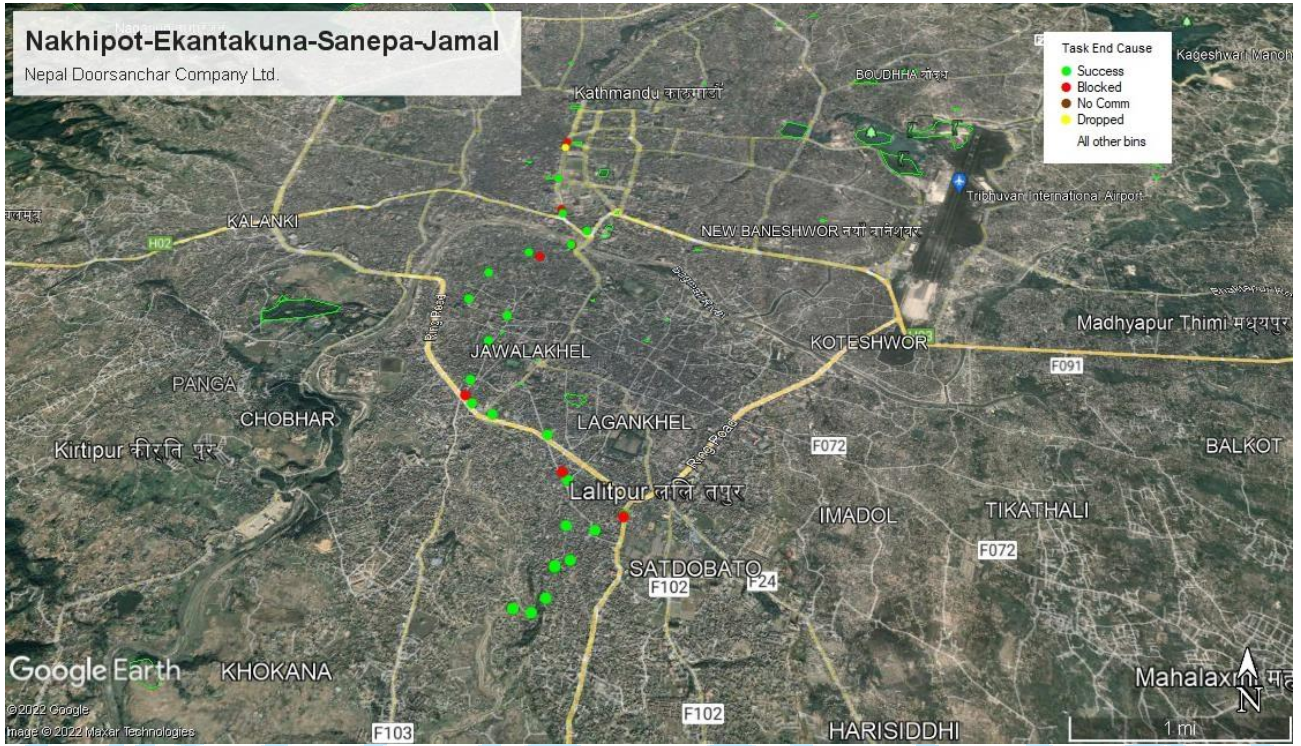 Nakhipot-Ekantakuna-Sanepa-Jamal
Nepal Doorsanchar Company Ltd.
Task End Cause
Success
Blocked
No Comm
Dropped
All other bins
Kageshwari Manoh
BOUDHHA बौद्ध
Kathmandu काठमाडौँ
Tribhuvan International Airport
KALANKI
H02
NEW BANESHWOR नयाँ बानेश्वर
Ring Road
JAWALAKHEL
KOTESHWOR
H03
Madhyapur Thimi मध्यपुर
F091
PANGA
CHOBHAR
LAGANKHEL
Ring Road
F072
BALKOT
Kirtipur कीर्तिपुर
Lalitpur ललितपुर
IMADOL
TIKATHALI
F072
SATDOBATO
F102
F24
Google Earth
KHOKANA
Mahalaxmi
N
©2022 Google
F102
F103
Image © 2022 Maxar Technologies
HARISIDDHI
1 mi